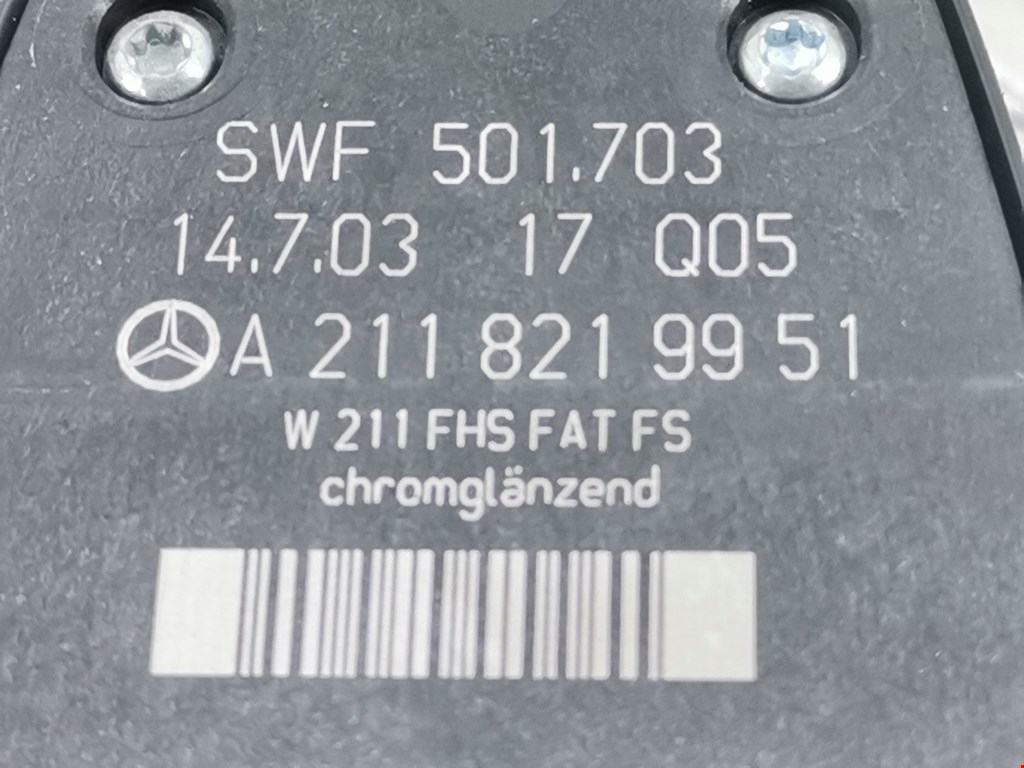 SWF 501.703
14.7.03 17 Q05
A 211 821 99 51
W 211 FHS FAT FS
chromglänzend